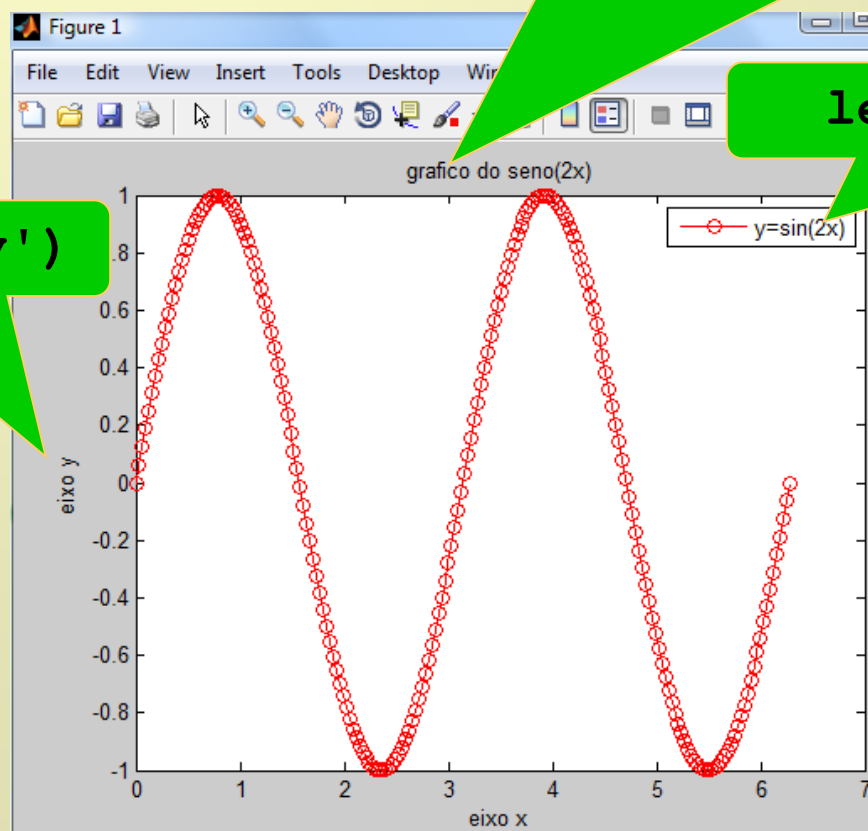 Figure 1
File Edit View Insert Tools Desktop
le
grafico do seno(2x)
y=sin(2x)
')
1
.8
0.6
0.4
0.2
0
-0.2
-0.4
-0.6
-0.8
-1
eixo y
0 1 2 3 4 5 6 7
eixo x